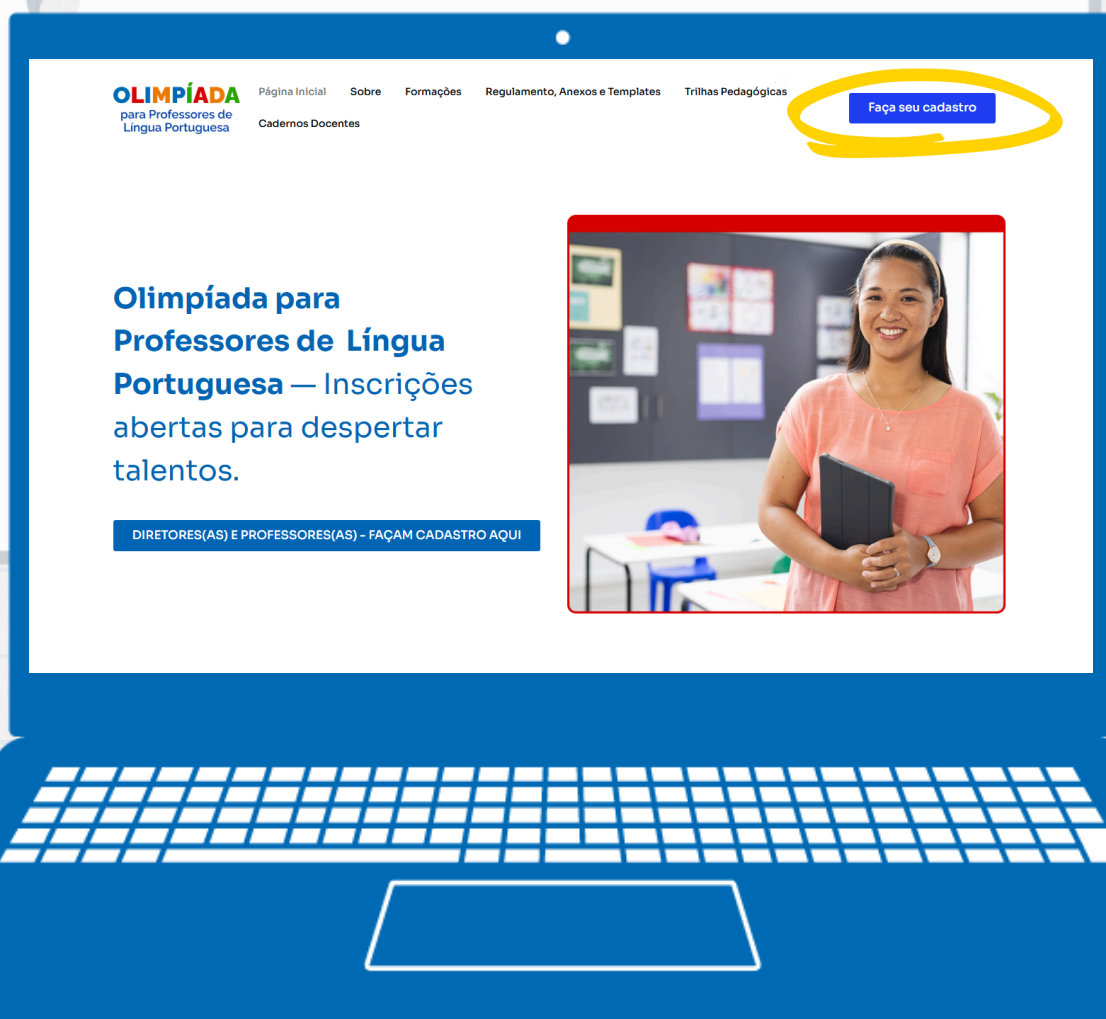 OLIMPÍADA
para Professores de
Língua Portuguesa
Página Inicial Sobre Formações Regulamento, Anexos e Templates Trilhas Pedagógicas
Cadernos Docentes
Faça seu cadastro
Olimpíada para
Professores de Língua
Portuguesa — Inscrições
abertas para despertar
talentos.
DIRETORES(AS) E PROFESSORES(AS) - FAÇAM CADASTRO AQUI